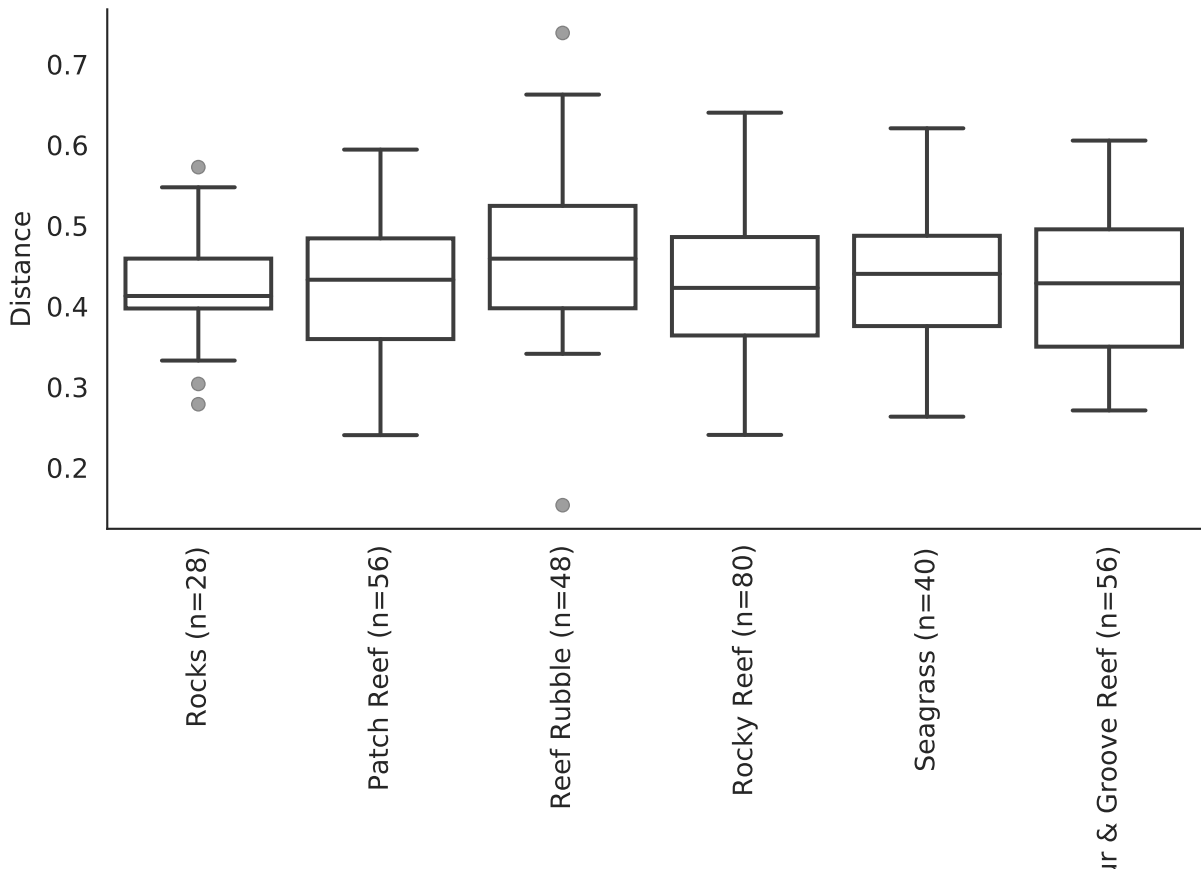 0.7
0.6
0.5
0.4
0.3
0.2
Distance
Rocks (n=28)
Patch Reef (n=56)
Reef Rubble (n=48)
Rocky Reef (n=80)
Seagrass (n=40)
ur & Groove Reef (n=56)